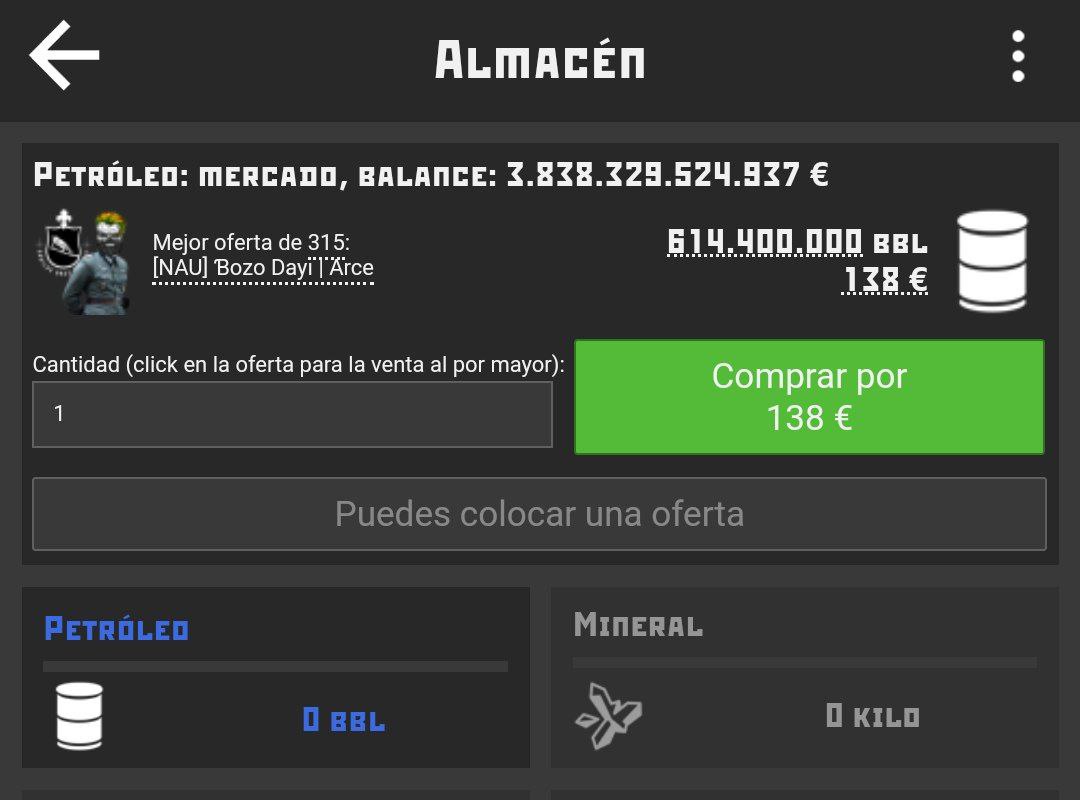 Almacén
Petróleo: mercado, balance: 3.838.329.524.937 €
Mejor oferta de 315:
[NAU] Ɓozo Dayi | Arce
614.400.000 bbl
138 €
Cantidad (click en la oferta para la venta al por mayor):
1
Comprar por
138 €
Puedes colocar una oferta
Petróleo
0 bbl
Mineral
0 kilo